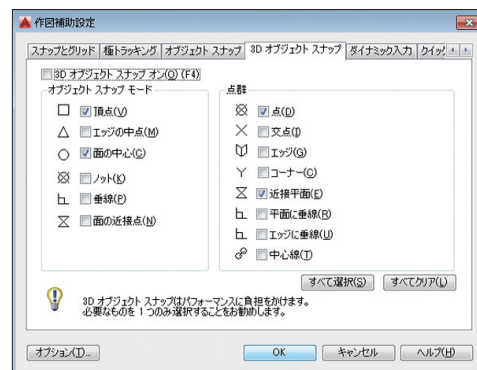 作図補助設定
スナップとグリッド 極トラッキング オブジェクト スナップ 3D オブジェクト スナップ ダイナミック入力
3D オブジェクト スナップ オン(O) (F4)
オブジェクト スナップ モード
頂点(V)
エッジの中点(M)
面の中心(C)
ノット(K)
垂線(P)
面の近接点(N)
点群
点(D)
交点(I)
エッジ(G)
コーナー(C)
近接平面(E)
平面に垂線(R)
エッジに垂線(U)
中心線(T)
すべて選択(S) すべてクリア(L)
3D オブジェクト スナップはパフォーマンスに負担をかけます。
必要なものを 1 つのみ選択することをお勧めします。
オプション(T)... OK キャンセル ヘルプ(H)